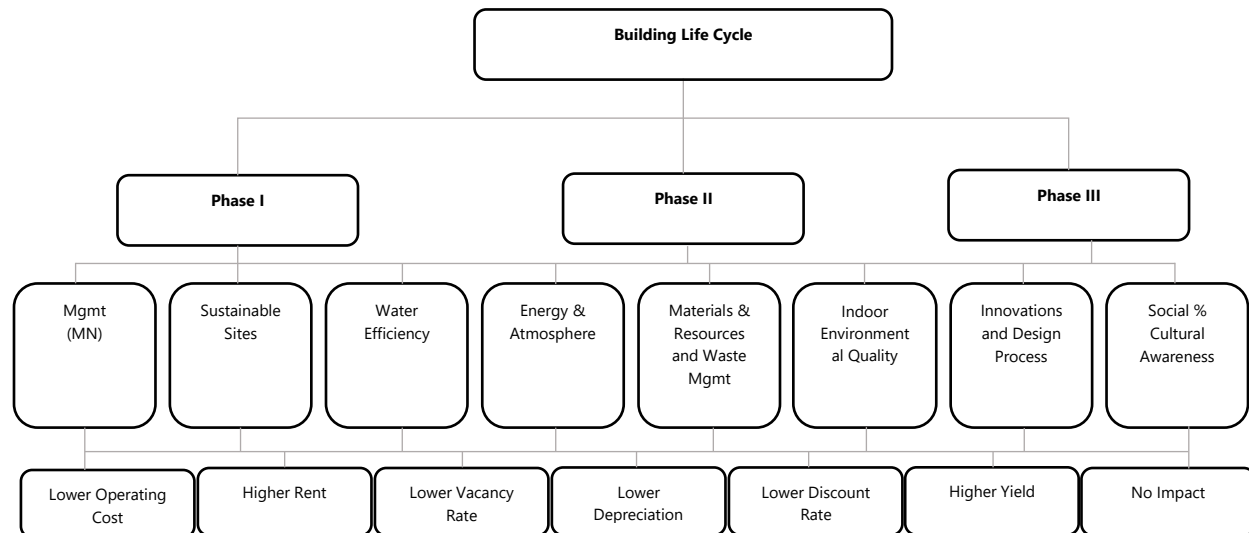 Building Life Cycle
Phase I
Phase II
Phase III
Mgmt
(MN)
Sustainable
Sites
Water
Efficiency
Energy &
Atmosphere
Materials &
Resources
and Waste
Mgmt
Indoor
Environment
al Quality
Innovations
and Design
Process
Social %
Cultural
Awareness
Lower Operating
Cost
Higher Rent
Lower Vacancy
Rate
Lower
Depreciation
Lower Discount
Rate
Higher Yield
No Impact